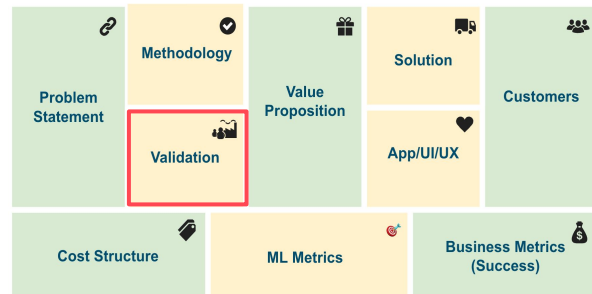 Problem
Statement
Methodology
Validation
Value
Proposition
Solution
App/UI/UX
Customers
Cost Structure
ML Metrics
Business Metrics
(Success)